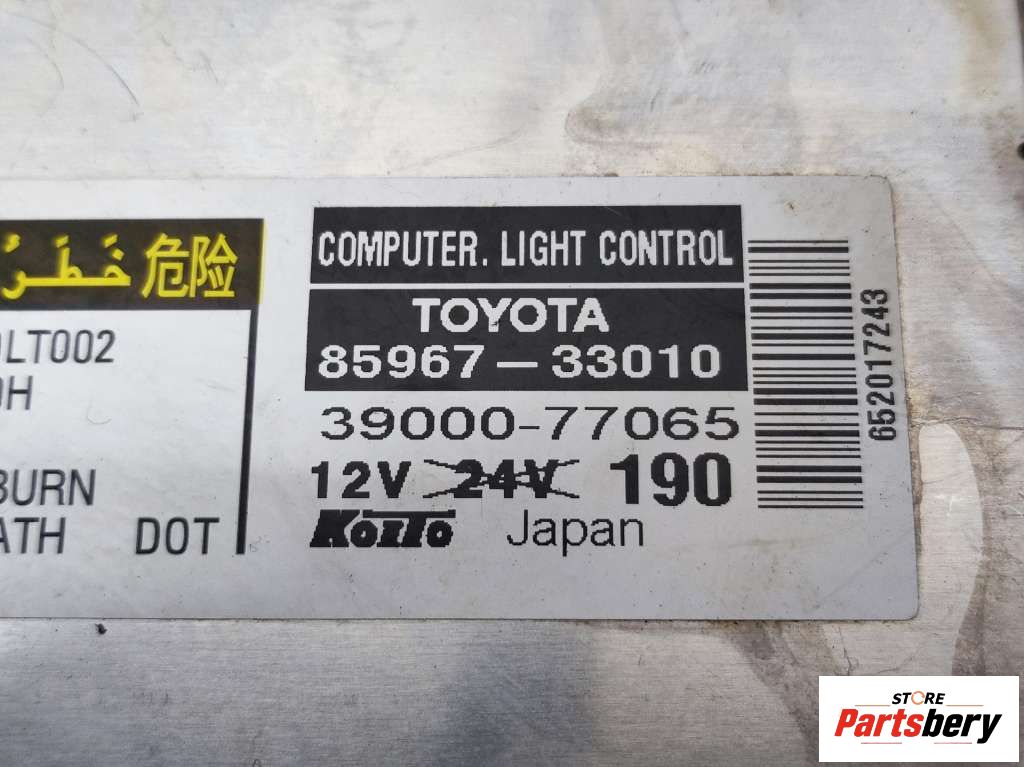 خَطَرْ 危险
LT002
H
BURN
ATH DOT
COMPUTER. LIGHT CONTROL
TOYOTA
85967-33010
39000-77065
12V 24V 190
KOITO Japan
652017243
STORE
Partsbery